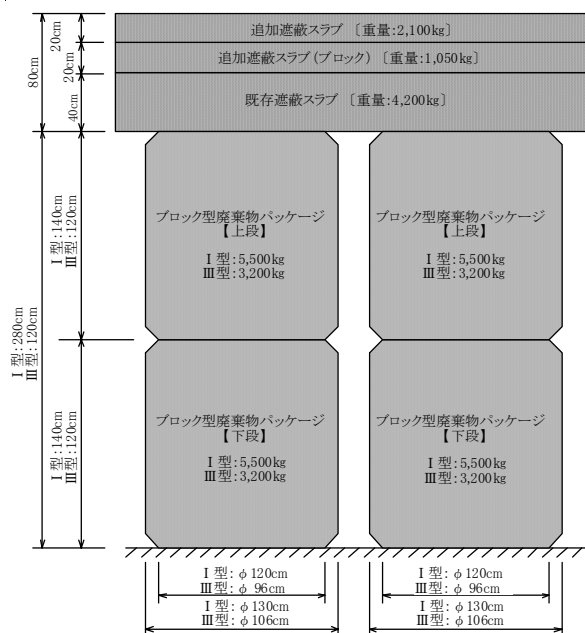 追加遮蔽スラブ 〔重量:2,100kg〕
追加遮蔽スラブ(ブロック) 〔重量:1,050kg〕
既存遮蔽スラブ 〔重量:4,200kg〕
20cm
20cm
40cm
80cm
ブロック型廃棄物パッケージ
【上段】
Ⅰ型:5,500kg
Ⅲ型:3,200kg
ブロック型廃棄物パッケージ
【上段】
Ⅰ型:5,500kg
Ⅲ型:3,200kg
Ⅰ型:140cm
Ⅲ型:120cm
Ⅰ型:280cm
Ⅲ型:120cm
ブロック型廃棄物パッケージ
【下段】
Ⅰ型:5,500kg
Ⅲ型:3,200kg
ブロック型廃棄物パッケージ
【下段】
Ⅰ型:5,500kg
Ⅲ型:3,200kg
Ⅰ型:140cm
Ⅲ型:120cm
Ⅰ型:φ120cm
Ⅲ型:φ 96cm
Ⅰ型:φ130cm
Ⅲ型:φ106cm
Ⅰ型:φ120cm
Ⅲ型:φ 96cm
Ⅰ型:φ130cm
Ⅲ型:φ106cm